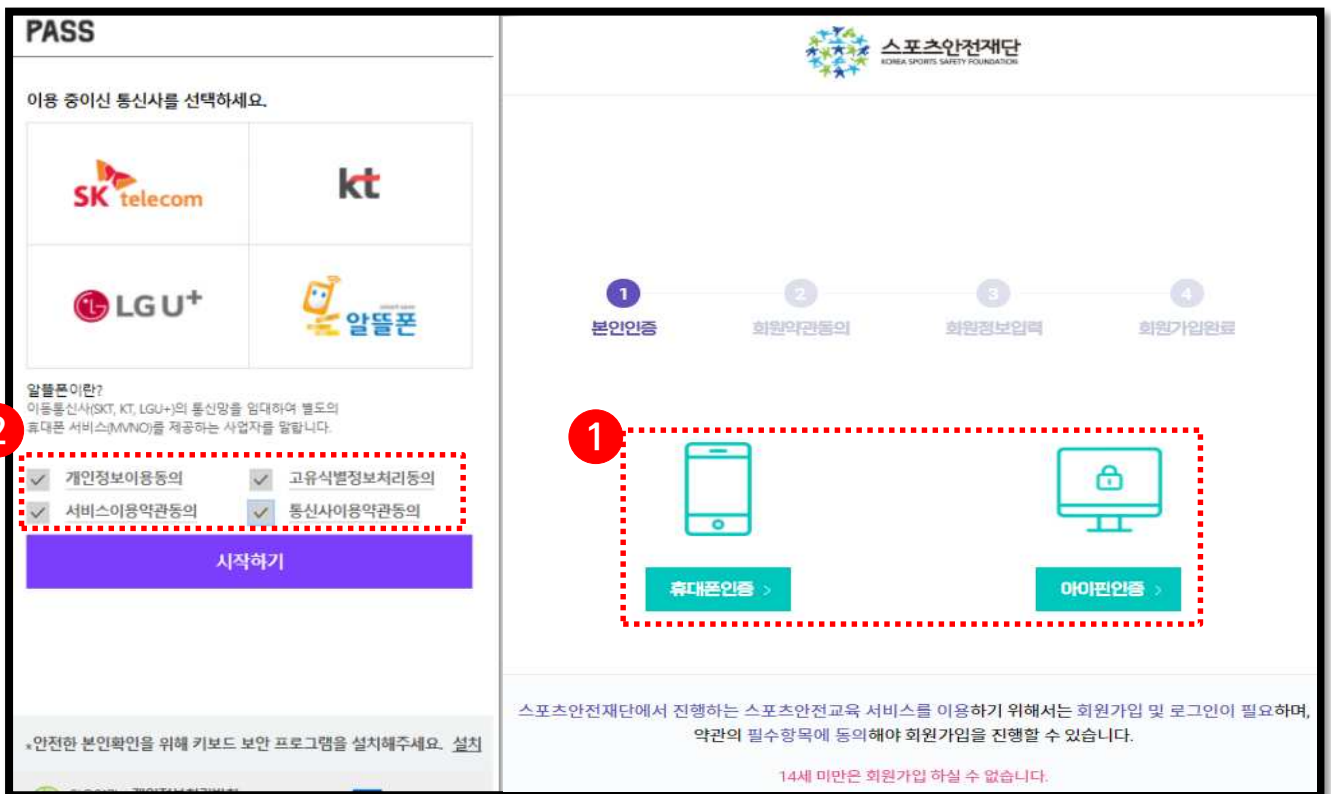 PASS
이용 중이신 통신사를 선택하세요.
SK telecom
kt
LG U+
알뜰폰
알뜰폰이란?
이동통신사(SKT, KT, LGU+)의 통신망을 임대하여 별도의
휴대폰 서비스(MVNO)를 제공하는 사업자를 말합니다.
2
개인정보이용동의
고유식별정보처리동의
서비스이용약관동의
통신사이용약관동의
시작하기
*안전한 본인확인을 위해 키보드 보안 프로그램을 설치해주세요. 설치
스포츠안전재단
KOREA SPORTS SAFETY FOUNDATION
1 2 3 4
본인인증 회원약관동의 회원정보입력 회원가입완료
1
휴대폰인증 >
아이핀인증 >
스포츠안전재단에서 진행하는 스포츠안전교육 서비스를 이용하기 위해서는 회원가입 및 로그인이 필요하며,
약관의 필수항목에 동의해야 회원가입을 진행할 수 있습니다.
14세 미만은 회원가입 하실 수 없습니다.